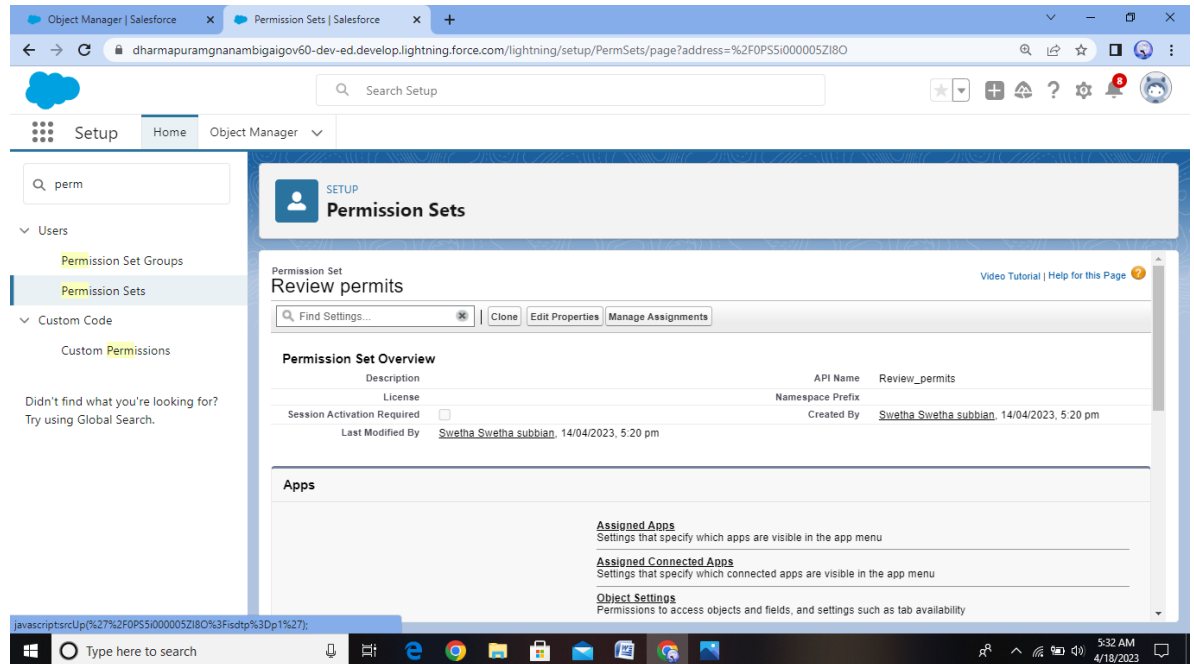 Object Manager | Salesforce
Permission Sets | Salesforce
dharmapuramgnanambigaigov60-dev-ed.develop.lightning.force.com/lightning/setup/PermSets/page?address=%2F0PS5i000005ZI8O
Search Setup
8
Setup
Home
Object Manager
perm
Users
Permission Set Groups
Permission Sets
Custom Code
Custom Permissions
Didn't find what you're looking for?
Try using Global Search.
SETUP
Permission Sets
Permission Set
Review permits
Video Tutorial | Help for this Page
Find Settings...
Clone
Edit Properties
Manage Assignments
Permission Set Overview
Description
API Name Review_permits
License
Namespace Prefix
Session Activation Required
Created By Swetha Swetha subbian, 14/04/2023, 5:20 pm
Last Modified By Swetha Swetha subbian, 14/04/2023, 5:20 pm
Apps
Assigned Apps
Settings that specify which apps are visible in the app menu
Assigned Connected Apps
Settings that specify which connected apps are visible in the app menu
Object Settings
Permissions to access objects and fields, and settings such as tab availability
javascript:srcUp(%27%2F0PS5i000005ZI8O%3Fisdtp%3Dp1%27);
Type here to search
5:32 AM
4/18/2023